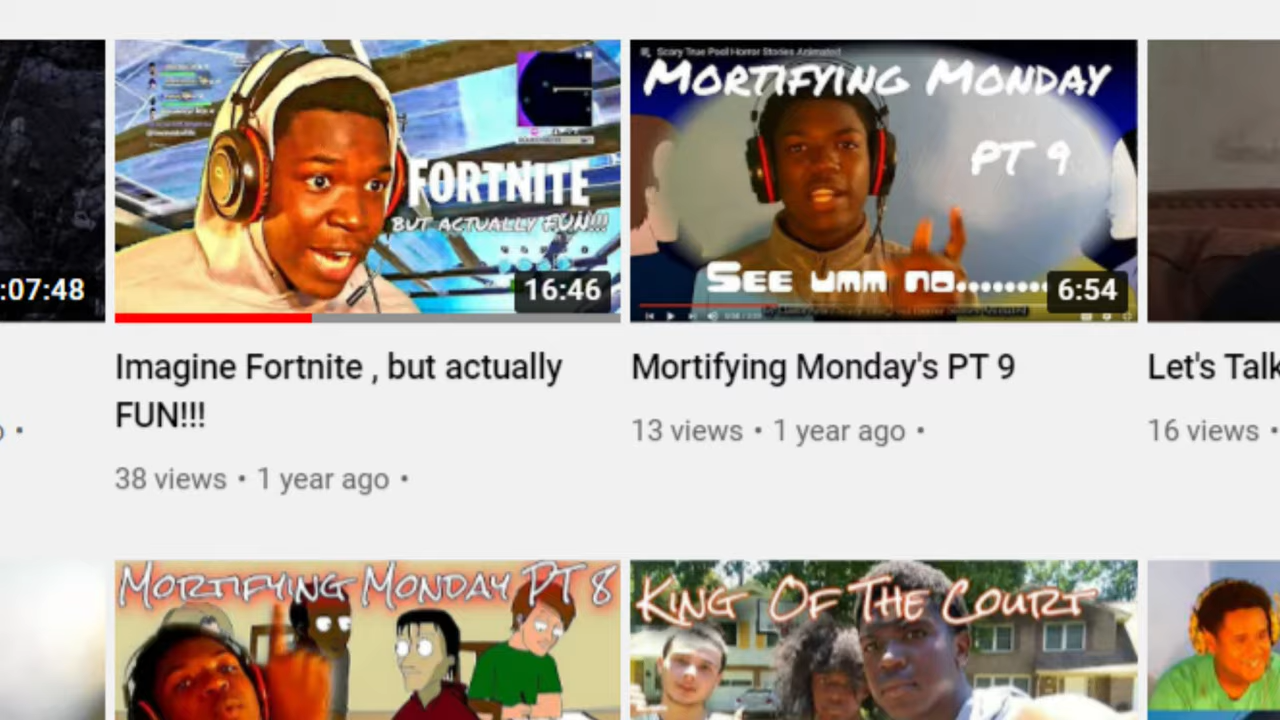 Scary True Pool Horror Stories Animated
MORTIFYING MONDAY
PT 9
FORTNITE
BUT ACTUALLY FUN!!!
SEE UMM NO.........
:07:48
16:46
6:54
Imagine Fortnite , but actually
FUN!!!
Mortifying Monday's PT 9
Let's Talk
13 views • 1 year ago •
16 views •
38 views • 1 year ago •
MORTIFYING MONDAY PT 8
KING OF THE COURT